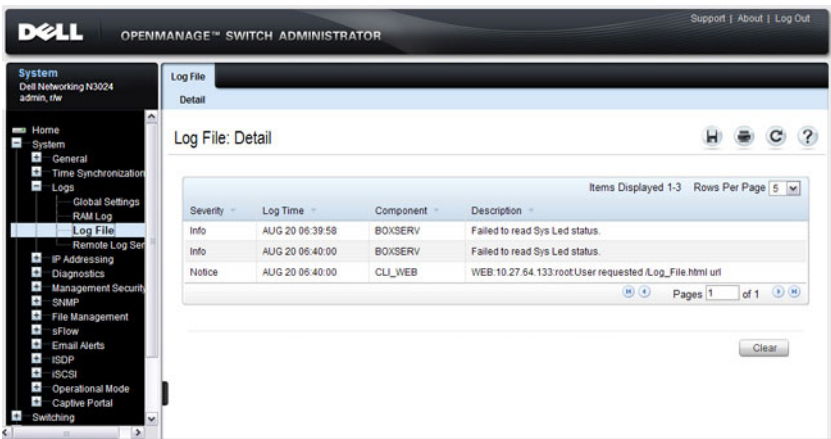 Support | About | Log Out
DELL OPENMANAGE™ SWITCH ADMINISTRATOR
System
Dell Networking N3024
admin, r/w
Home
System
General
Time Synchronization
Logs
Global Settings
RAM Log
Log File
Remote Log Ser
IP Addressing
Diagnostics
Management Security
SNMP
File Management
sFlow
Email Alerts
ISDP
iSCSI
Operational Mode
Captive Portal
Switching
Log File
Detail
Log File: Detail
Items Displayed 1-3 Rows Per Page 5
Severity Log Time Component Description
Info AUG 20 06:39:58 BOXSERV Failed to read Sys Led status.
Info AUG 20 06:40:00 BOXSERV Failed to read Sys Led status.
Notice AUG 20 06:40:00 CLI_WEB WEB:10.27.64.133:root:User requested /Log_File.html url
Pages 1 of 1
Clear